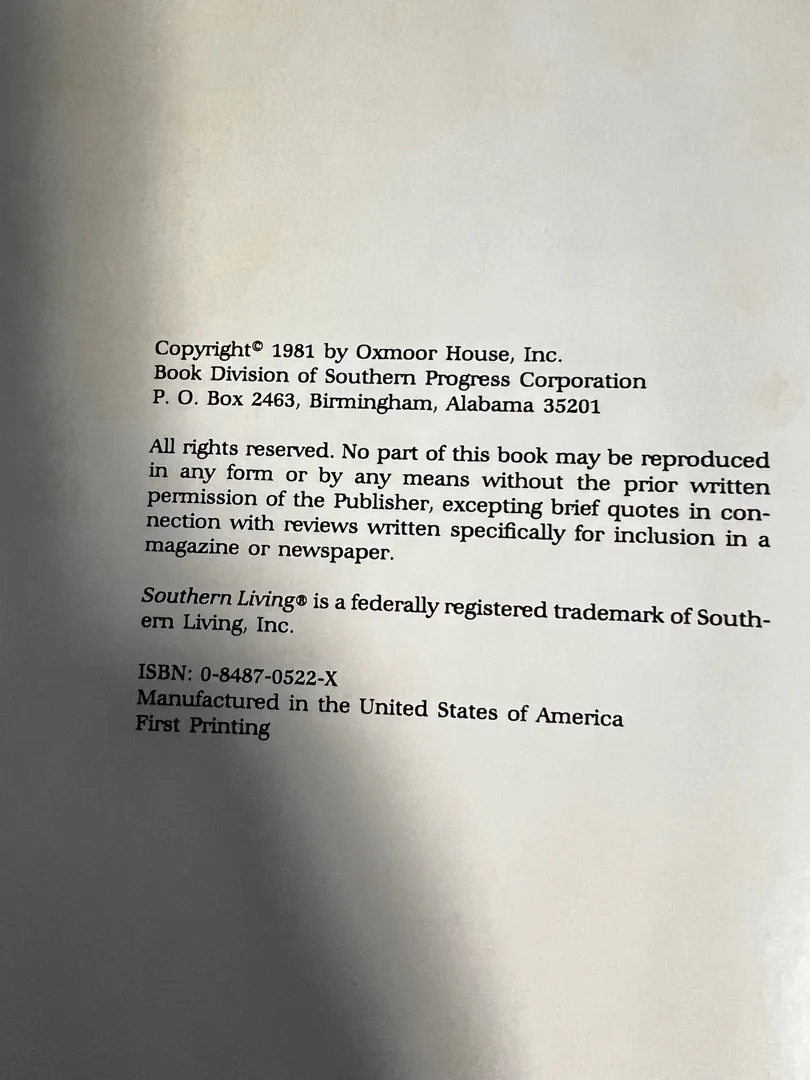 Copyright© 1981 by Oxmoor House, Inc.
Book Division of Southern Progress Corporation
P. O. Box 2463, Birmingham, Alabama 35201
All rights reserved. No part of this book may be reproduced
in any form or by any means without the prior written
permission of the Publisher, excepting brief quotes in con-
nection with reviews written specifically for inclusion in a
magazine or newspaper.
Southern Living® is a federally registered trademark of South-
ern Living, Inc.
ISBN: 0-8487-0522-X
Manufactured in the United States of America
First Printing